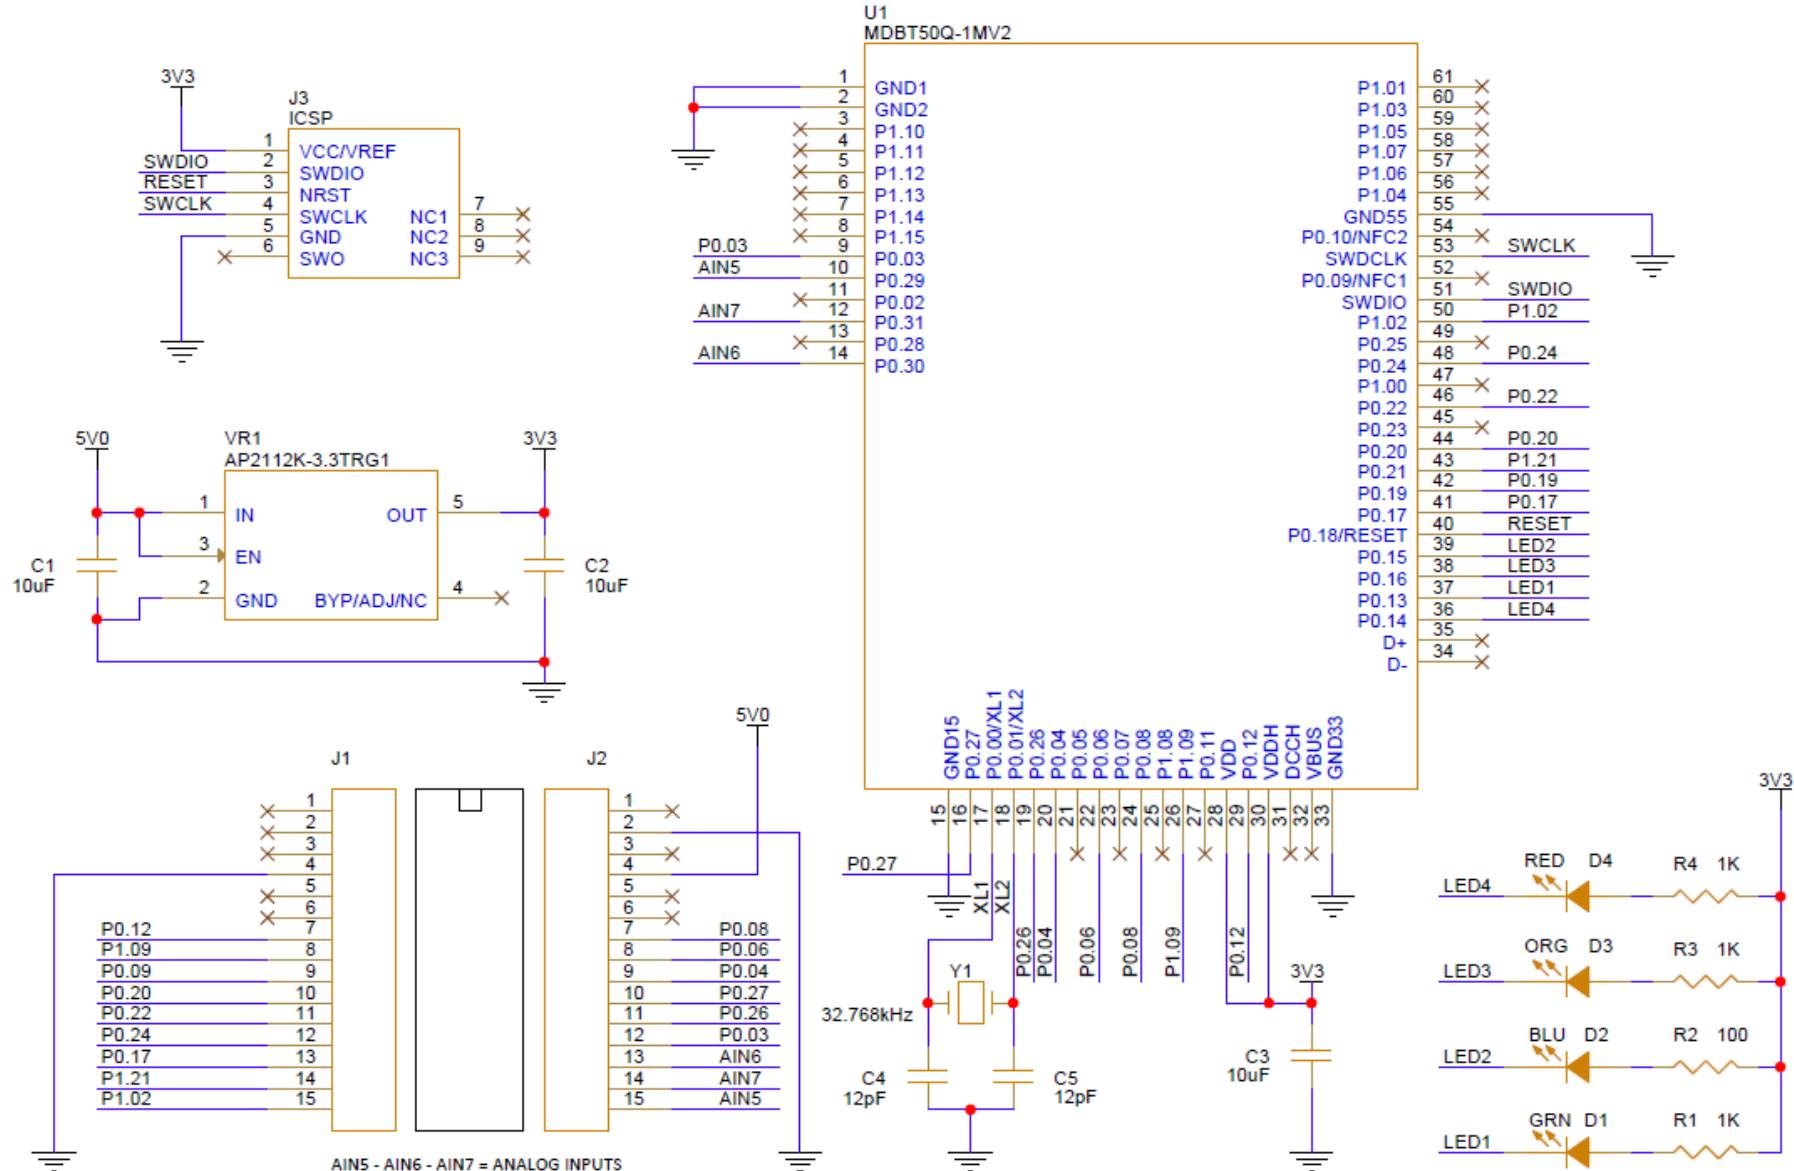 3V3
J3
ICSP
1 VCC/VREF
SWDIO 2 SWDIO
RESET 3 NRST
SWCLK 4 SWCLK NC1 7
5 GND NC2 8
6 SWO NC3 9
5V0
VR1
AP2112K-3.3TRG1
3V3
1 IN OUT 5
3 EN
2 GND BYP/ADJ/NC 4
C1
10uF
C2
10uF
5V0
J1
J2
1
2
3
4
5
6
P0.12 7
P1.09 8
P0.09 9
P0.20 10
P0.22 11
P0.24 12
P0.17 13
P1.21 14
P1.02 15
1
2
3
4
5
6
7 P0.08
8 P0.06
9 P0.04
10 P0.27
11 P0.26
12 P0.03
13 AIN6
14 AIN7
15 AIN5
AIN5 - AIN6 - AIN7 = ANALOG INPUTS
U1
MDBT50Q-1MV2
1 GND1
2 GND2
3 P1.10
4 P1.11
5 P1.12
6 P1.13
7 P1.14
8 P1.15
P0.03 9 P0.03
AIN5 10 P0.29
11 P0.02
AIN7 12 P0.31
13 P0.28
AIN6 14 P0.30
P1.01 61
P1.03 60
P1.05 59
P1.07 58
P1.06 57
P1.04 56
GND55 55
P0.10/NFC2 54
SWDCLK 53 SWCLK
P0.09/NFC1 52
SWDIO 51 SWDIO
P1.02 50 P1.02
P0.25 49
P0.24 48 P0.24
P1.00 47
P0.22 46 P0.22
P0.23 45
P0.20 44 P0.20
P0.21 43 P1.21
P0.19 42 P0.19
P0.17 41 P0.17
P0.18/RESET 40 RESET
P0.15 39 LED2
P0.16 38 LED3
P0.13 37 LED1
P0.14 36 LED4
D+ 35
D- 34
GND15 15
P0.27 16
P0.00/XL1 17
P0.01/XL2 18
P0.26 19
P0.04 20
P0.05 21
P0.06 22
P0.07 23
P0.08 24
P1.08 25
P1.09 26
P0.11 27
VDD 28
P0.12 29
VDDH 30
DCCH 31
VBUS 32
GND33 33
P0.27
XL1
XL2
P0.26
P0.04
P0.06
P0.08
P1.09
P0.12
Y1
32.768kHz
C4
12pF
C5
12pF
3V3
C3
10uF
3V3
RED D4 R4 1K
LED4
ORG D3 R3 1K
LED3
BLU D2 R2 100
LED2
GRN D1 R1 1K
LED1